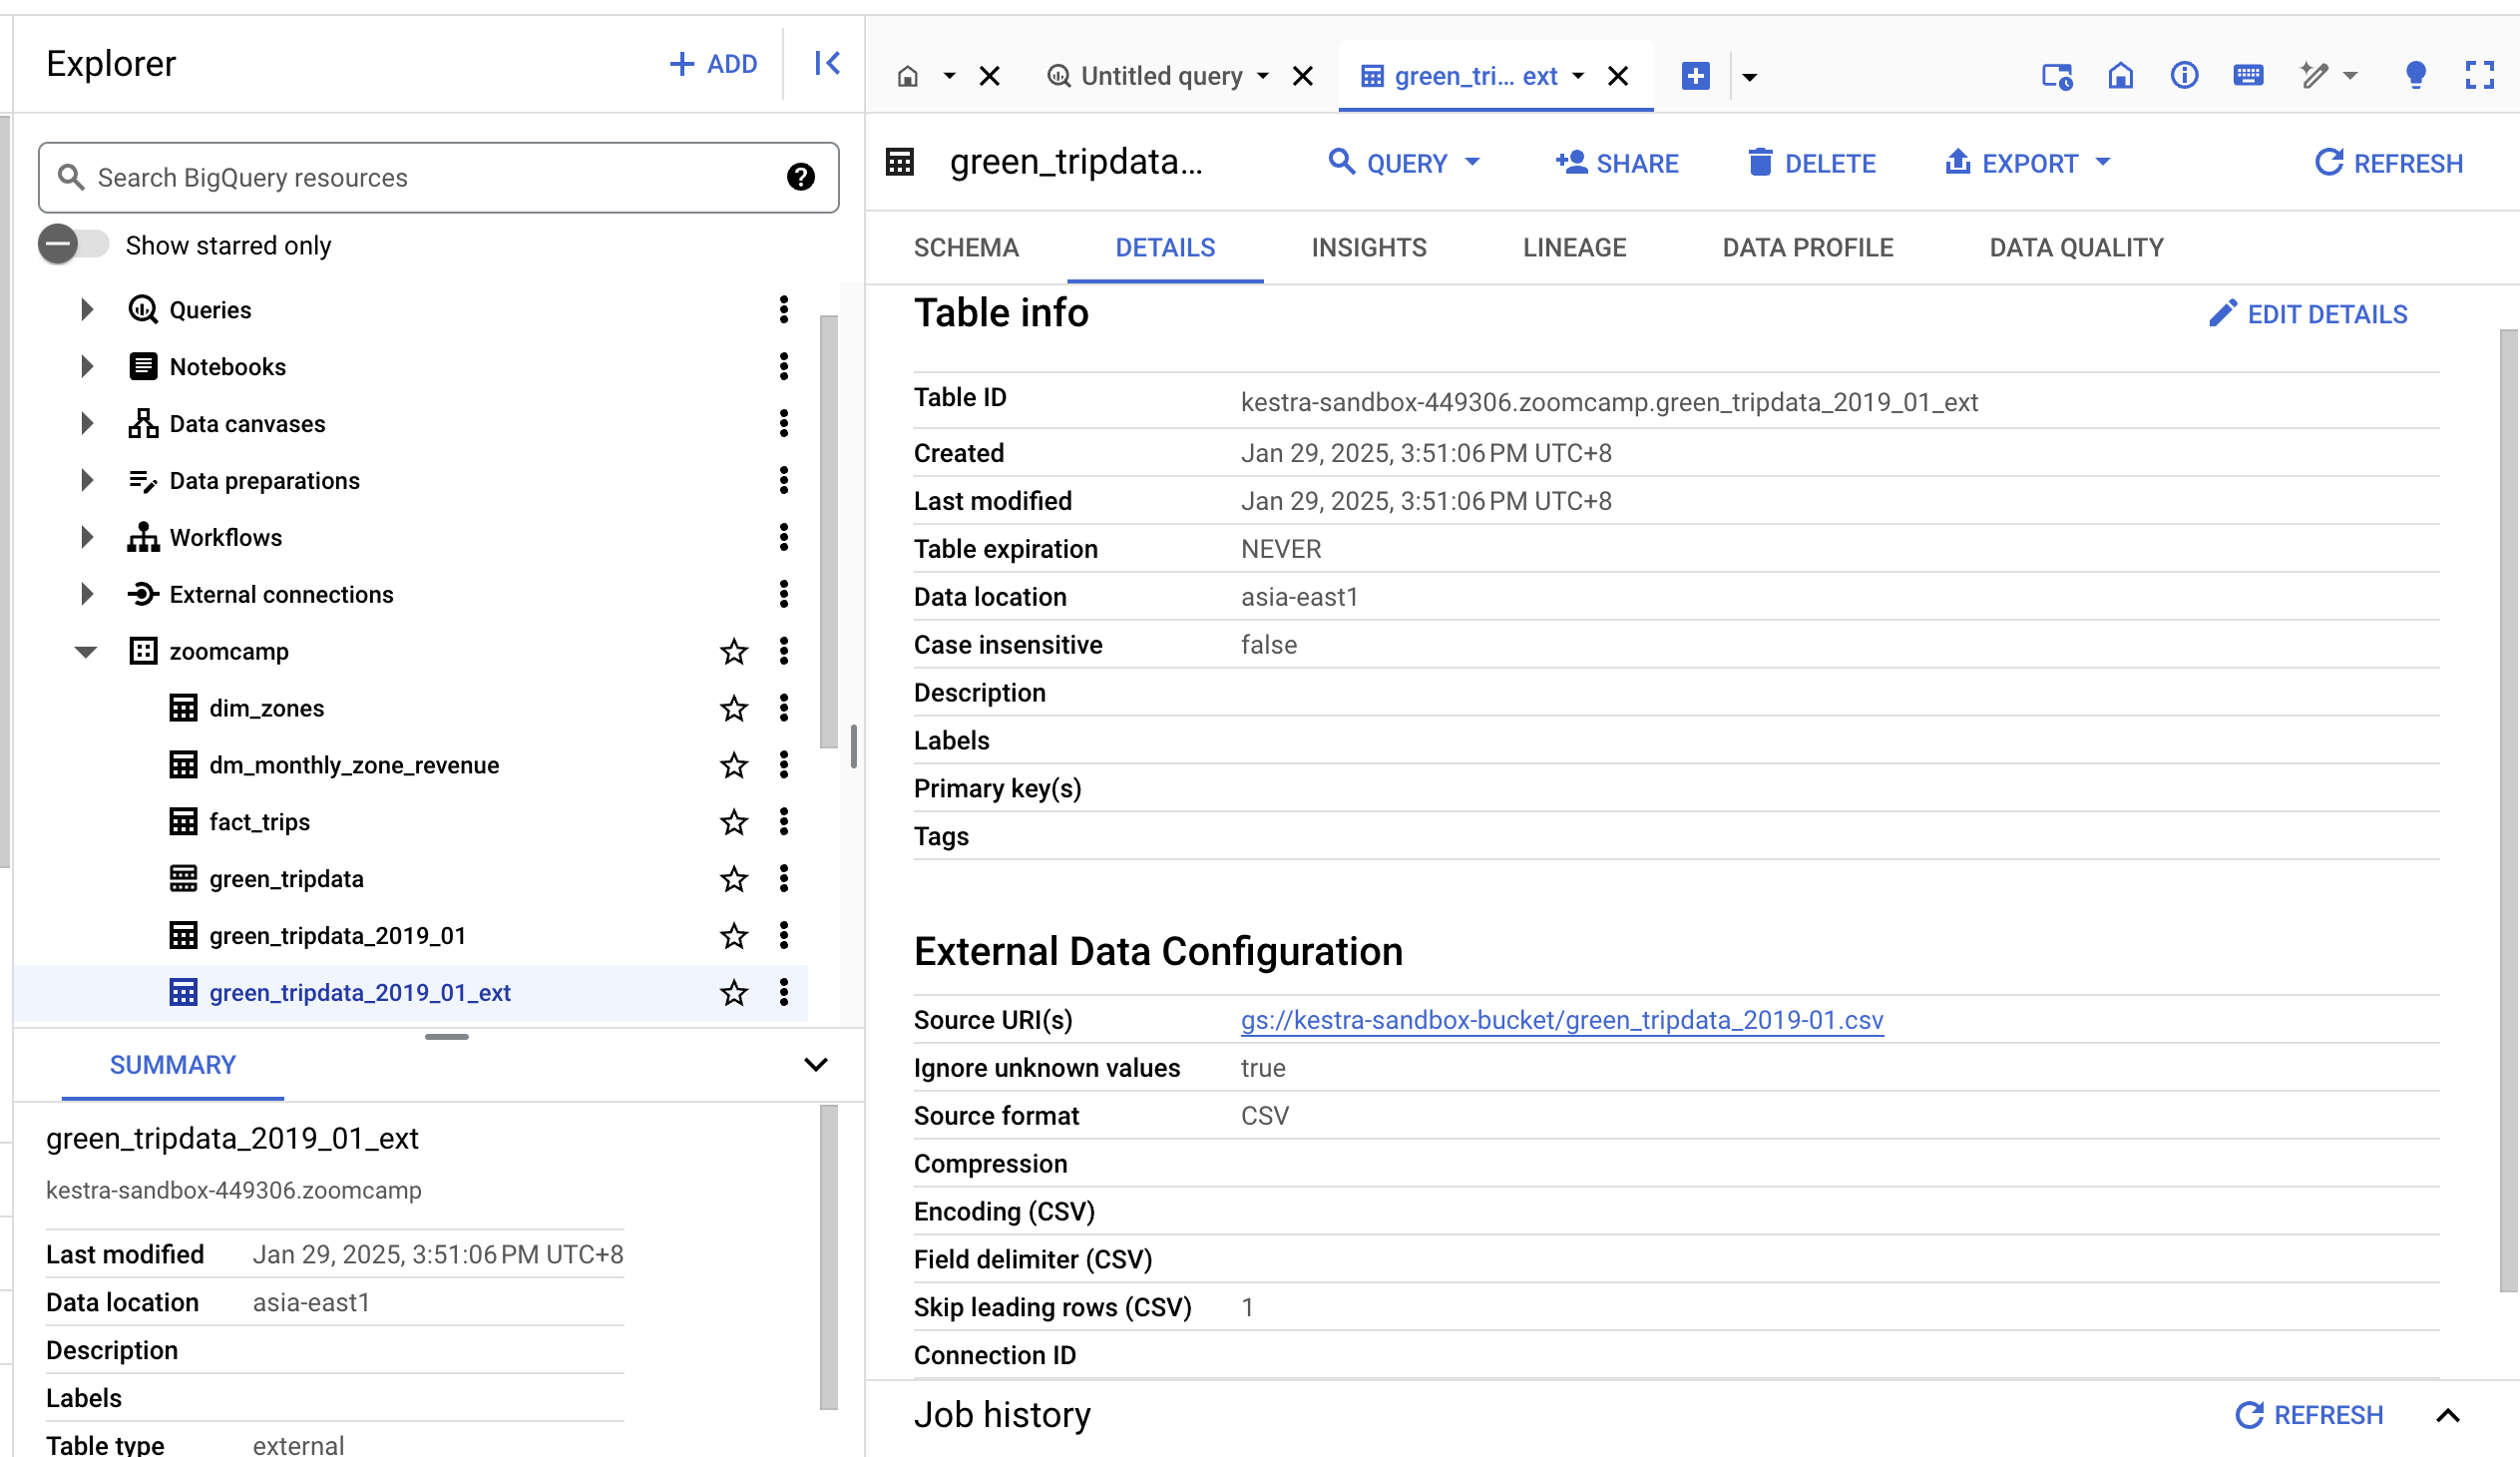 Explorer
ADD
Search BigQuery resources
Show starred only
Queries
Notebooks
Data canvases
Data preparations
Workflows
External connections
zoomcamp
dim_zones
dm_monthly_zone_revenue
fact_trips
green_tripdata
green_tripdata_2019_01
green_tripdata_2019_01_ext
SUMMARY
green_tripdata_2019_01_ext
kestra-sandbox-449306.zoomcamp
Last modified Jan 29, 2025, 3:51:06 PM UTC+8
Data location asia-east1
Description
Labels
Table type external
Untitled query
green_tri... ext
green_tripdata...
QUERY SHARE DELETE EXPORT REFRESH
SCHEMA DETAILS INSIGHTS LINEAGE DATA PROFILE DATA QUALITY
Table info
EDIT DETAILS
Table ID kestra-sandbox-449306.zoomcamp.green_tripdata_2019_01_ext
Created Jan 29, 2025, 3:51:06 PM UTC+8
Last modified Jan 29, 2025, 3:51:06 PM UTC+8
Table expiration NEVER
Data location asia-east1
Case insensitive false
Description
Labels
Primary key(s)
Tags
External Data Configuration
Source URI(s) gs://kestra-sandbox-bucket/green_tripdata_2019-01.csv
Ignore unknown values true
Source format CSV
Compression
Encoding (CSV)
Field delimiter (CSV)
Skip leading rows (CSV) 1
Connection ID
Job history
REFRESH